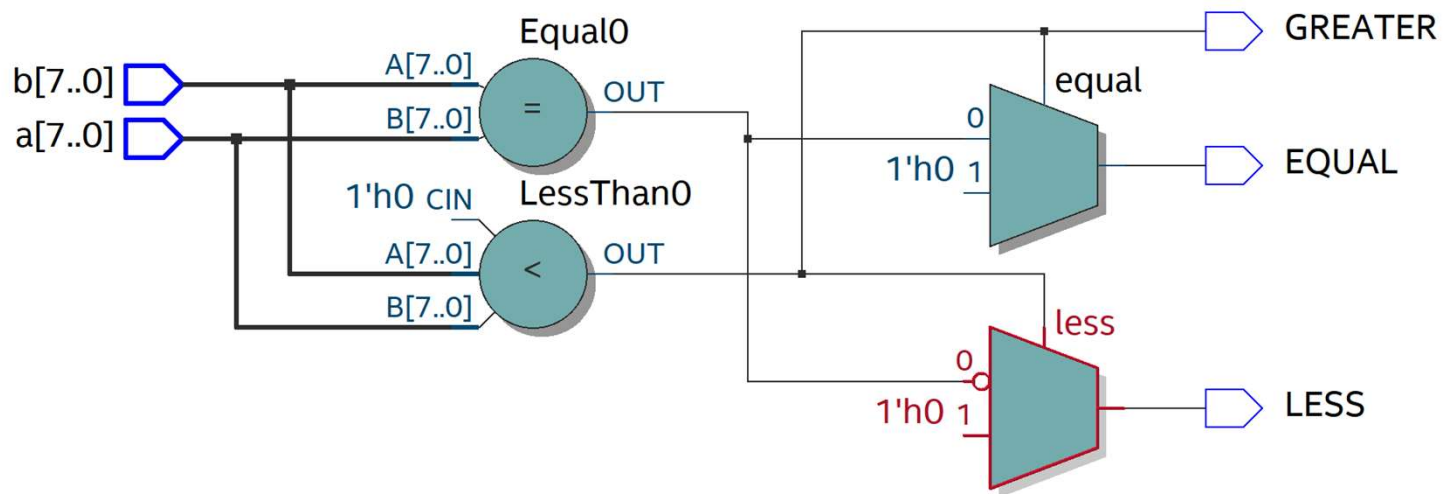 Equal0
GREATER
b[7..0]
A[7..0]
=
OUT
equal
a[7..0]
B[7..0]
0
1'h0 1
EQUAL
1'h0 CIN
LessThan0
A[7..0]
<
OUT
B[7..0]
less
0
1'h0 1
LESS